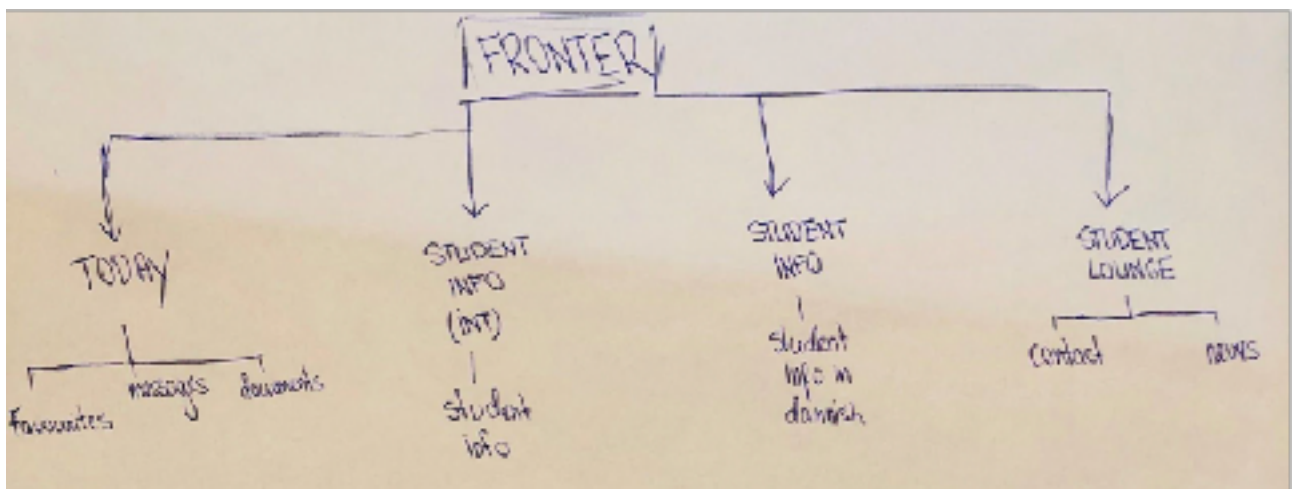 FRONTER
TODAY
STUDENT
INFO
(INT)
STUDENT
INFO
STUDENT
LOUNGE
Favourites
messages
documents
student
info
student
info in
danish
contact
news